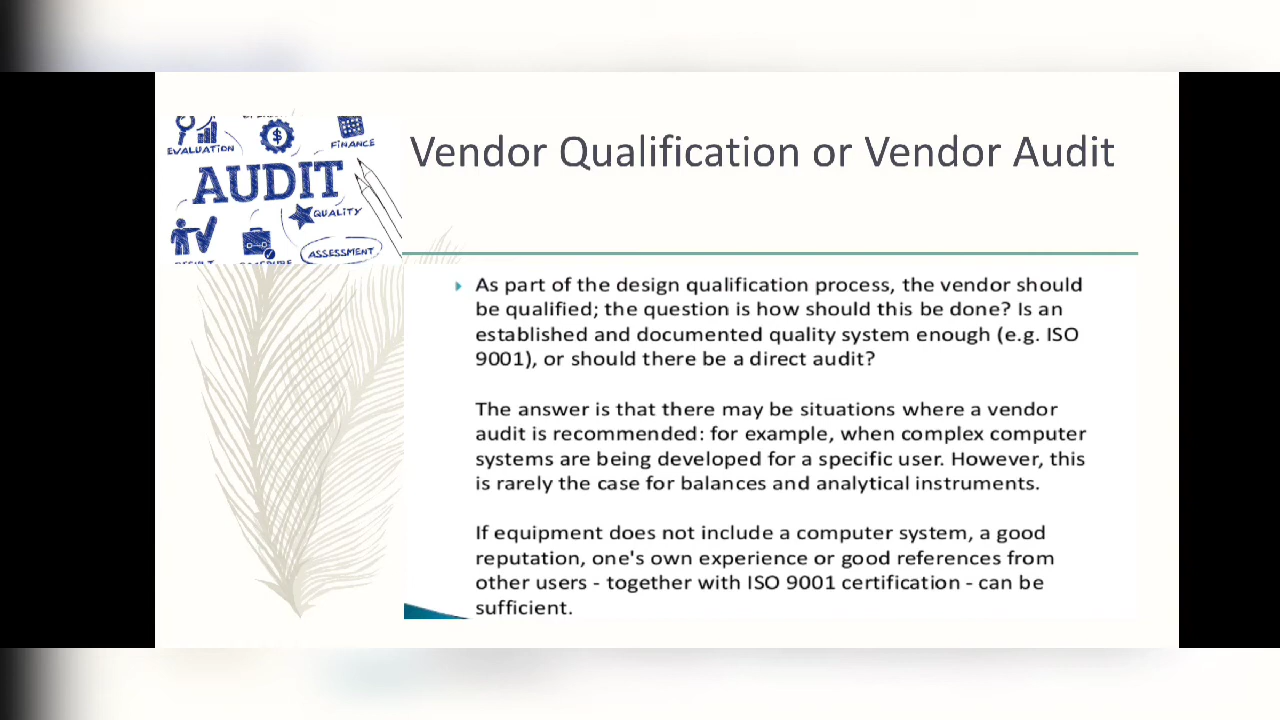 EVALUATION
FINANCE
AUDIT
QUALITY
ASSESSMENT
Vendor Qualification or Vendor Audit
As part of the design qualification process, the vendor should
be qualified; the question is how should this be done? Is an
established and documented quality system enough (e.g. ISO
9001), or should there be a direct audit?
The answer is that there may be situations where a vendor
audit is recommended: for example, when complex computer
systems are being developed for a specific user. However, this
is rarely the case for balances and analytical instruments.
If equipment does not include a computer system, a good
reputation, one's own experience or good references from
other users - together with ISO 9001 certification - can be
sufficient.